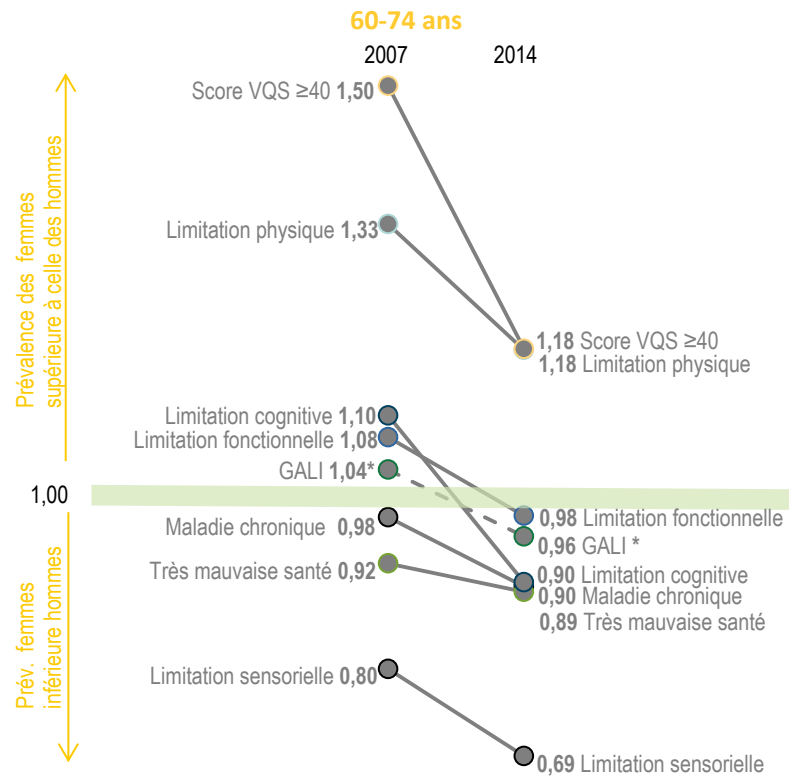 60-74 ans
2007 2014
Score VQS ≥40 1,50
Limitation physique 1,33
1,18 Score VQS ≥40
1,18 Limitation physique
Limitation cognitive 1,10
Limitation fonctionnelle 1,08
GALI 1,04*
1,00
Maladie chronique 0,98
Très mauvaise santé 0,92
Limitation sensorielle 0,80
0,98 Limitation fonctionnelle
0,96 GALI *
0,90 Limitation cognitive
0,90 Maladie chronique
0,89 Très mauvaise santé
0,69 Limitation sensorielle
Prévalence des femmes
supérieure à celle des hommes
Prév. femmes
inférieure hommes